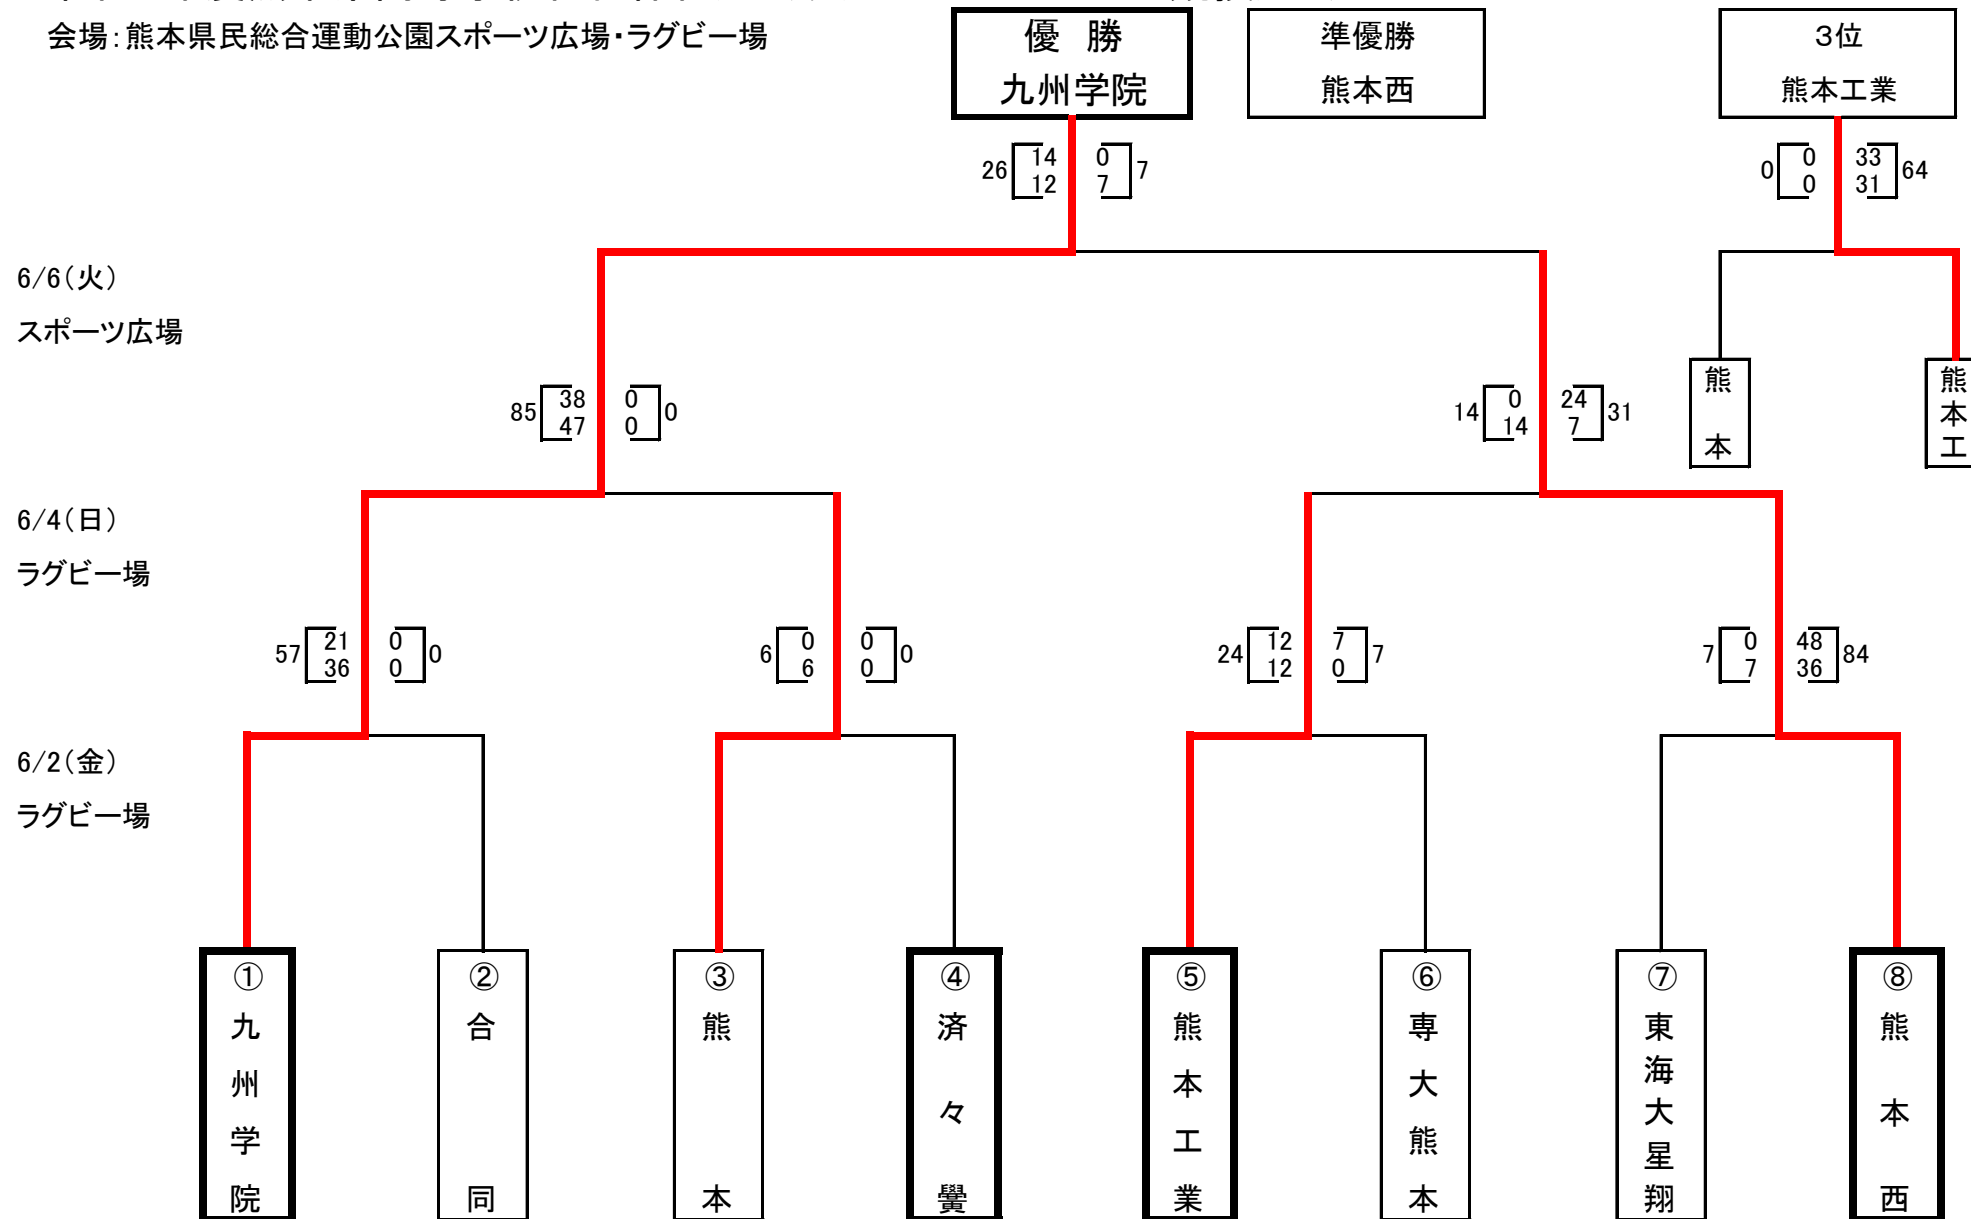 会場：熊本県民総合運動公園スポーツ広場・ラグビー場
優　勝
九州学院
準優勝
熊本西
３位
熊本工業
26 14 0 7
12 7
0 0 33 64
0 31
6/6(火)
スポーツ広場
85 38 0 0
47 0
14 0 24 31
14 7
熊本
熊本工
6/4(日)
ラグビー場
57 21 0 0
36 0
6 0 0 0
6 0
24 12 7 7
12 0
7 0 48 84
7 36
6/2(金)
ラグビー場
①九州学院
②合同
③熊本
④済々黌
⑤熊本工業
⑥専大熊本
⑦東海大星翔
⑧熊本西